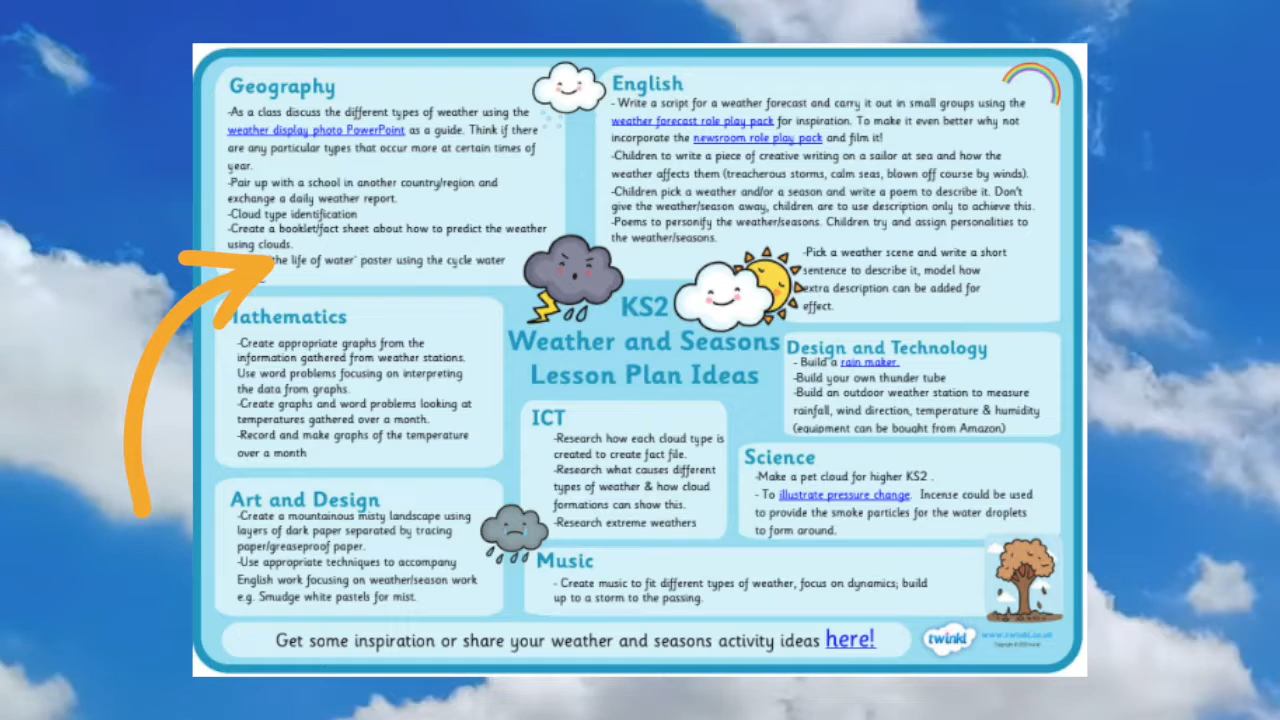 Geography
-As a class discuss the different types of weather using the
weather display photo PowerPoint as a guide. Think if there
are any particular types that occur more at certain times of
year.
-Pair up with a school in another country/region and
exchange a daily weather report.
-Cloud type identification
-Create a booklet/fact sheet about how to predict the weather
using clouds.
the life of water' poster using the cycle water
English
- Write a script for a weather forecast and carry it out in small groups using the
weather forecast role play pack for inspiration. To make it even better why not
incorporate the newsroom role play pack and film it!
-Children to write a piece of creative writing on a sailor at sea and how the
weather affects them (treacherous storms, calm seas, blown off course by winds).
-Children pick a weather and/or a season and write a poem to describe it. Don't
give the weather/season away, children are to use description only to achieve this.
-Poems to personify the weather/seasons. Children try and assign personalities to
the weather/seasons.
-Pick a weather scene and write a short
sentence to describe it, model how
extra description can be added for
effect.
KS2
Weather and Seasons
Lesson Plan Ideas
Mathematics
-Create appropriate graphs from the
information gathered from weather stations.
Use word problems focusing on interpreting
the data from graphs.
-Create graphs and word problems looking at
temperatures gathered over a month.
-Record and make graphs of the temperature
over a month
Design and Technology
- Build a rain maker.
-Build your own thunder tube
-Build an outdoor weather station to measure
rainfall, wind direction, temperature & humidity
(equipment can be bought from Amazon)
ICT
-Research how each cloud type is
created to create fact file.
-Research what causes different
types of weather & how cloud
formations can show this.
-Research extreme weathers
Science
-Make a pet cloud for higher KS2 .
- To illustrate pressure change. Incense could be used
to provide the smoke particles for the water droplets
to form around.
Art and Design
-Create a mountainous misty landscape using
layers of dark paper separated by tracing
paper/greaseproof paper.
-Use appropriate techniques to accompany
English work focusing on weather/season work
e.g. Smudge white pastels for mist.
Music
- Create music to fit different types of weather, focus on dynamics; build
up to a storm to the passing.
Get some inspiration or share your weather and seasons activity ideas here!
twinkl
www.twinkl.co.uk